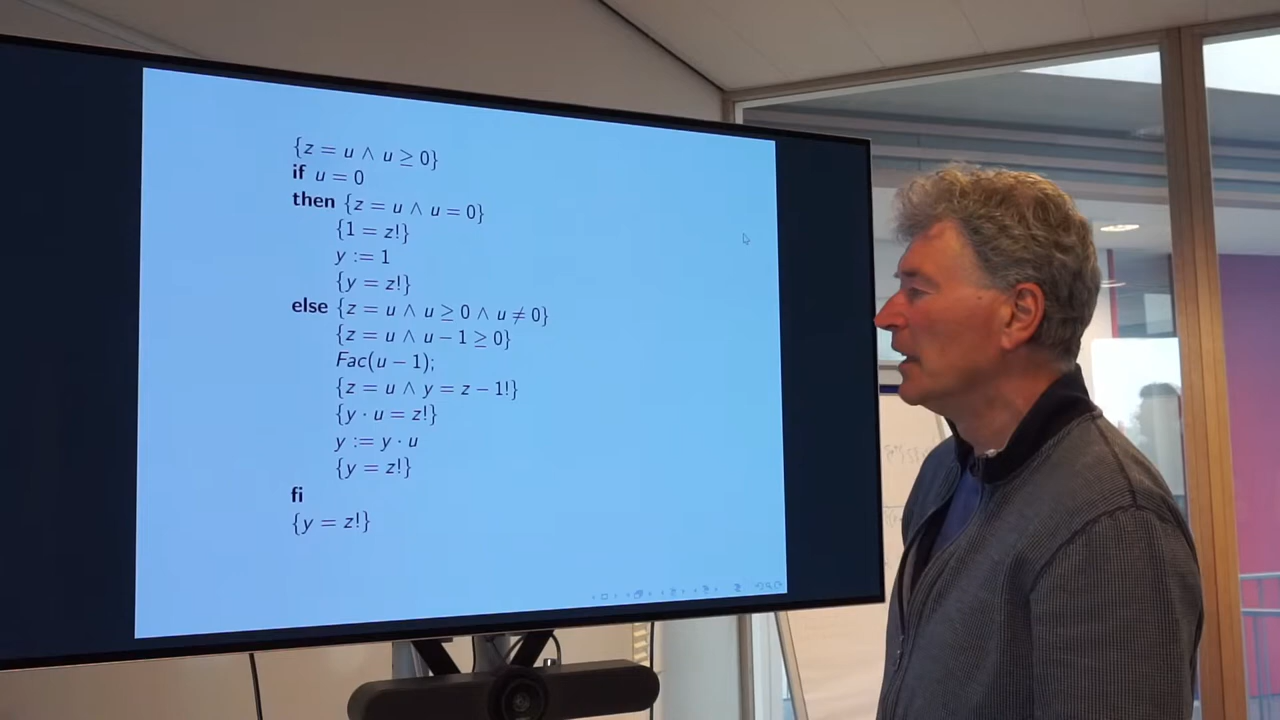 {z = u ∧ u ≥ 0}
if u = 0
then {z = u ∧ u = 0}
{1 = z!}
y := 1
{y = z!}
else {z = u ∧ u ≥ 0 ∧ u ≠ 0}
{z = u ∧ u − 1 ≥ 0}
Fac(u − 1);
{z = u ∧ y = z − 1!}
{y · u = z!}
y := y · u
{y = z!}
fi
{y = z!}